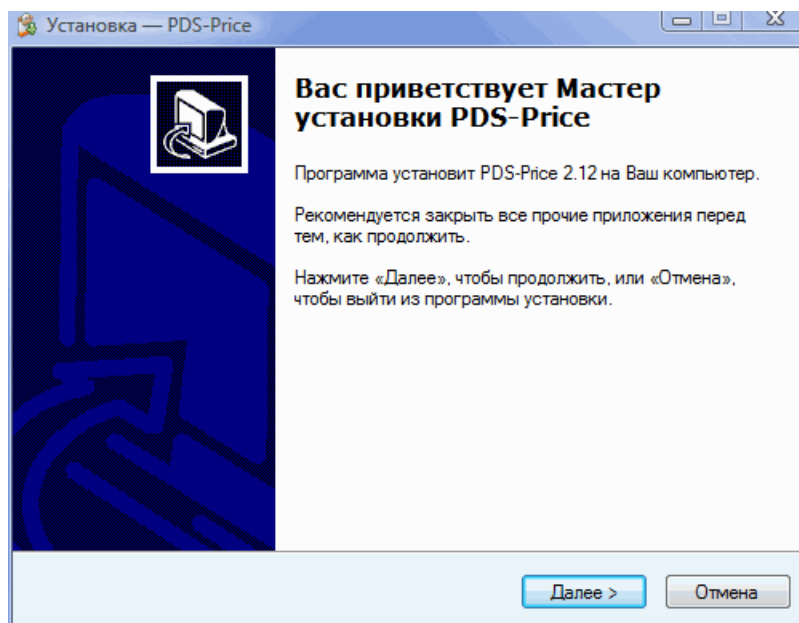 Установка — PDS-Price
Вас приветствует Мастер
установки PDS-Price
Программа установит PDS-Price 2.12 на Ваш компьютер.
Рекомендуется закрыть все прочие приложения перед
тем, как продолжить.
Нажмите «Далее», чтобы продолжить, или «Отмена»,
чтобы выйти из программы установки.
Далее >
Отмена